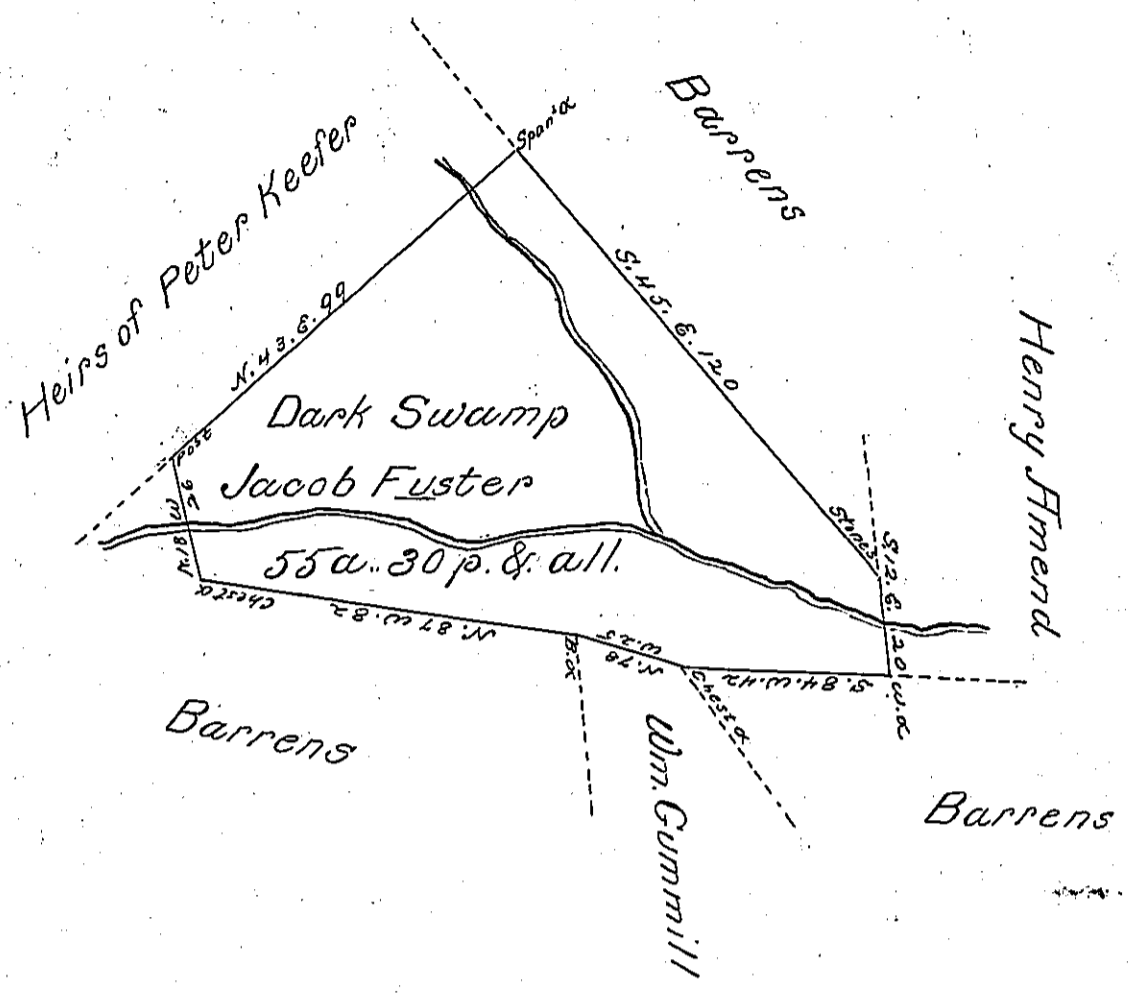 Span's α
Barrens
Heirs of Peter Keefer
N. 43. E. 99
S. 45. E. 120
Henry Amend
Dark Swamp
Post
Jacob Fuster
N. 18 W
Stones
S. 12. E. 20
55 a.. 30 p. & all.
Chest α
N. 87 W. 82
B. α
N. 78
W. 25
Chest α
S. 84. W. 42
W. α
Barrens
Wm. Gummill
Barrens